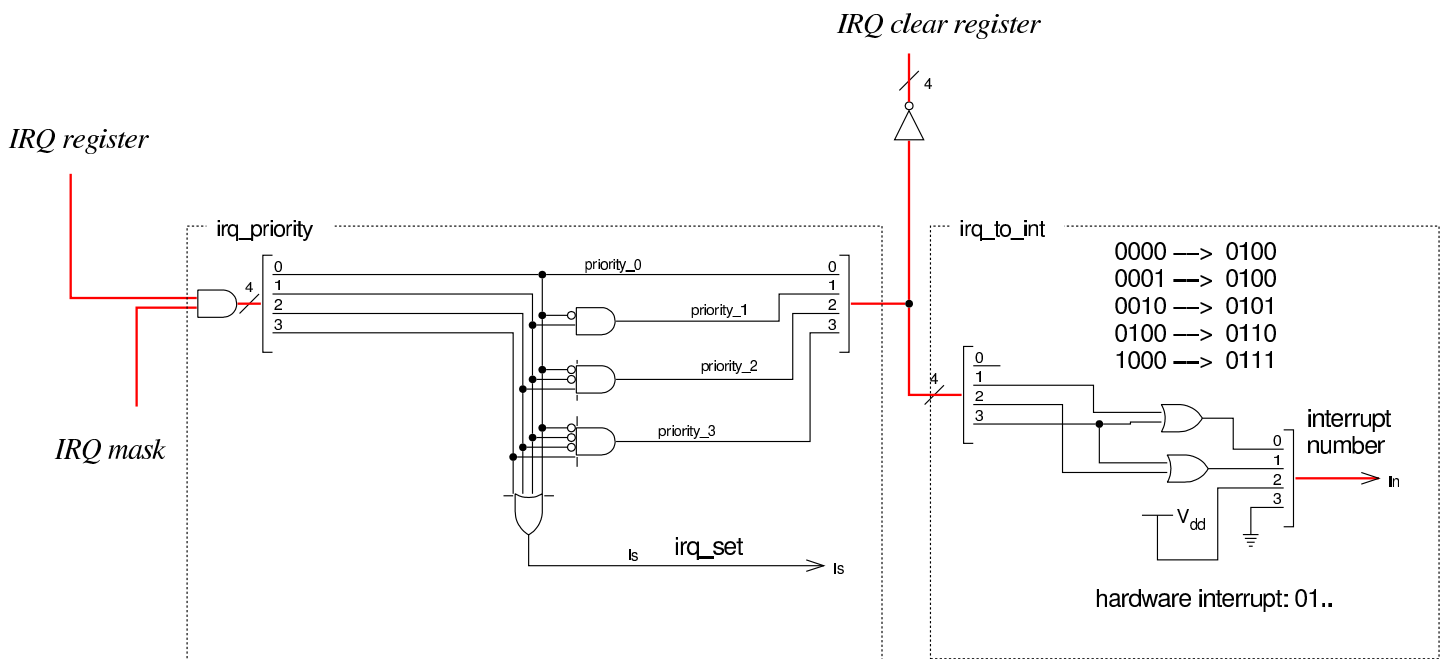 IRQ clear register
4
IRQ register
irq_priority
irq_to_int
0000 —> 0100
0001 —> 0100
0010 —> 0101
0100 —> 0110
1000 —> 0111
4
0
1
2
3
priority_0
priority_1
priority_2
priority_3
0
1
2
3
4
0
1
2
3
IRQ mask
interrupt
number
0
1
2
3
In
Vdd
Is
irq_set
Is
hardware interrupt: 01..